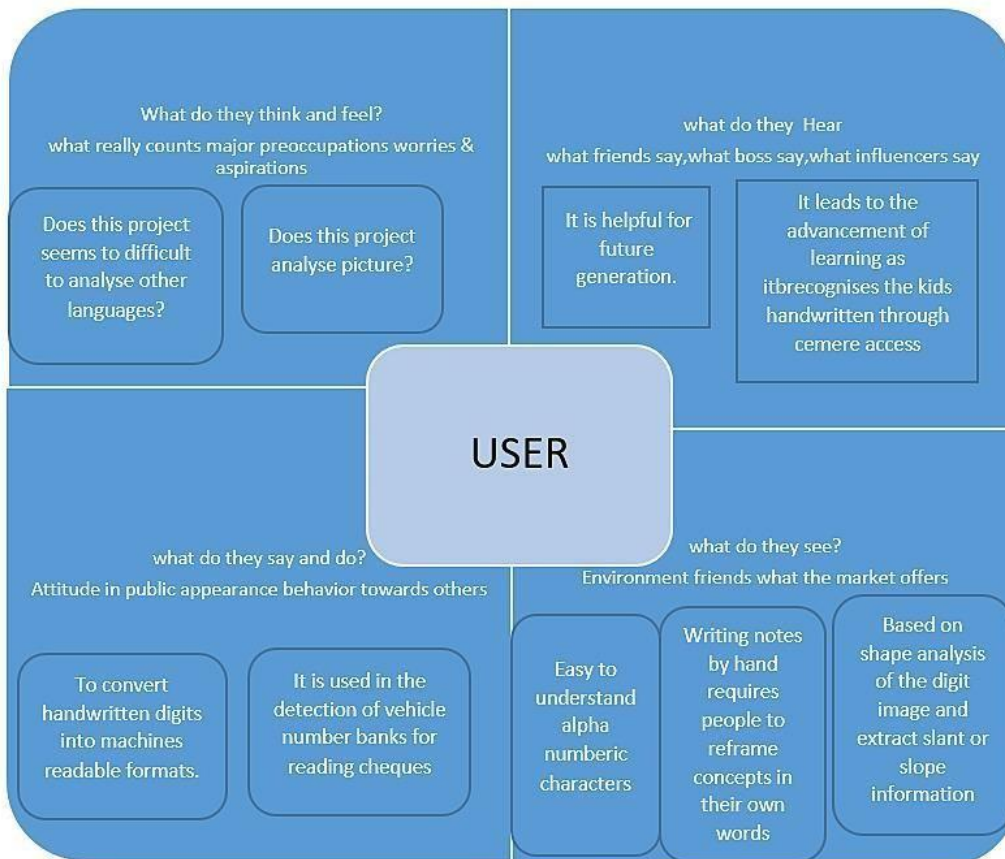 What do they think and feel?
what really counts major preoccupations worries &
aspirations
Does this project
seems to difficult
to analyse other
languages?
Does this project
analyse picture?
what do they Hear
what friends say,what boss say,what influencers say
It is helpful for
future
generation.
It leads to the
advancement of
learning as
itbrecognises the kids
handwritten through
cemere access
USER
what do they say and do?
Attitude in public appearance behavior towards others
To convert
handwritten digits
into machines
readable formats.
It is used in the
detection of vehicle
number banks for
reading cheques
what do they see?
Environment friends what the market offers
Easy to
understand
alpha
numberic
characters
Writing notes
by hand
requires
people to
reframe
concepts in
their own
words
Based on
shape analysis
of the digit
image and
extract slant or
slope
information